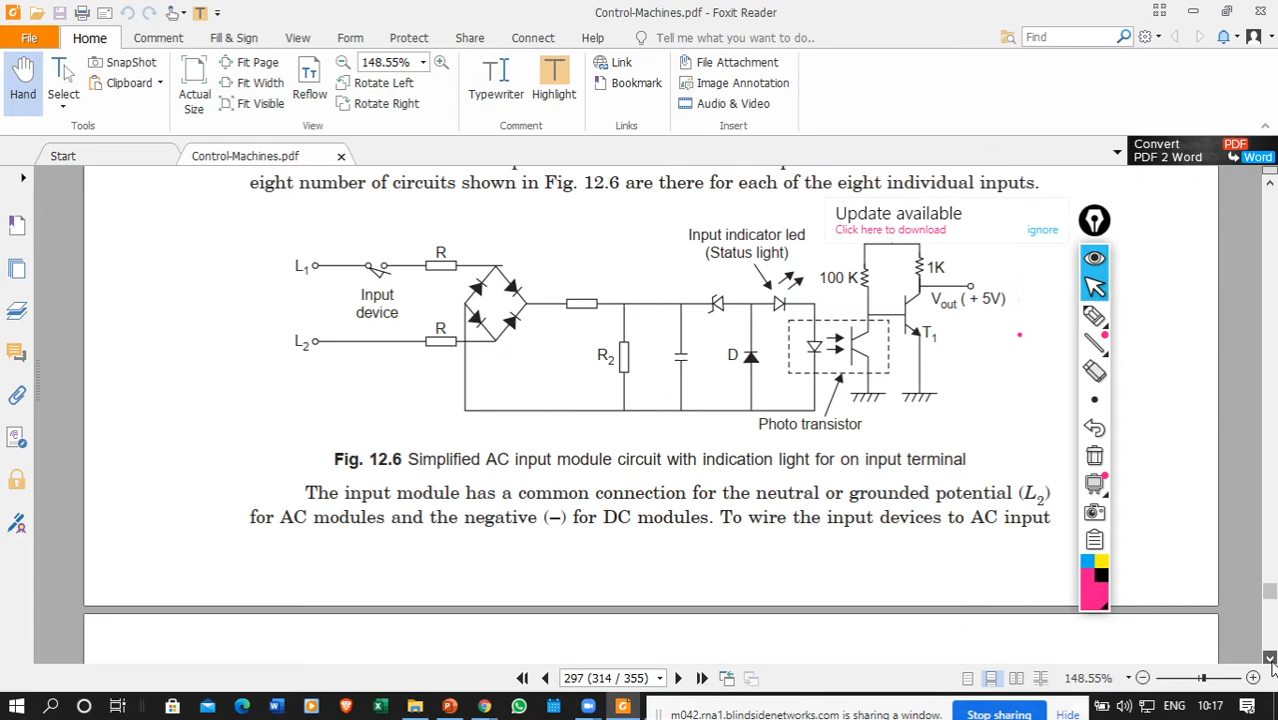 Control-Machines.pdf - Foxit Reader
File
Home
Comment
Fill & Sign
View
Form
Protect
Share
Connect
Help
Tell me what you want to do..
Find
Hand
Select
SnapShot
Clipboard
Tools
Actual
Size
Fit Page
Fit Width
Fit Visible
Reflow
148.55%
Rotate Left
Rotate Right
View
Typewriter
Highlight
Comment
Link
Bookmark
Links
File Attachment
Image Annotation
Audio & Video
Insert
Start
Control-Machines.pdf
Convert PDF
PDF 2 Word Word
eight number of circuits shown in Fig. 12.6 are there for each of the eight individual inputs.
Update available
Click here to download ignore
Input indicator led
(Status light)
L1
R
Input
device
L2
R
R2
D
100 K
1K
Vout ( + 5V)
T1
Photo transistor
Fig. 12.6 Simplified AC input module circuit with indication light for on input terminal
The input module has a common connection for the neutral or grounded potential (L2)
for AC modules and the negative (–) for DC modules. To wire the input devices to AC input
297 (314 / 355)
148.55%
m042.rna1.blindsidenetworks.com is sharing a window.
Stop sharing
Hide
ENG
10:17